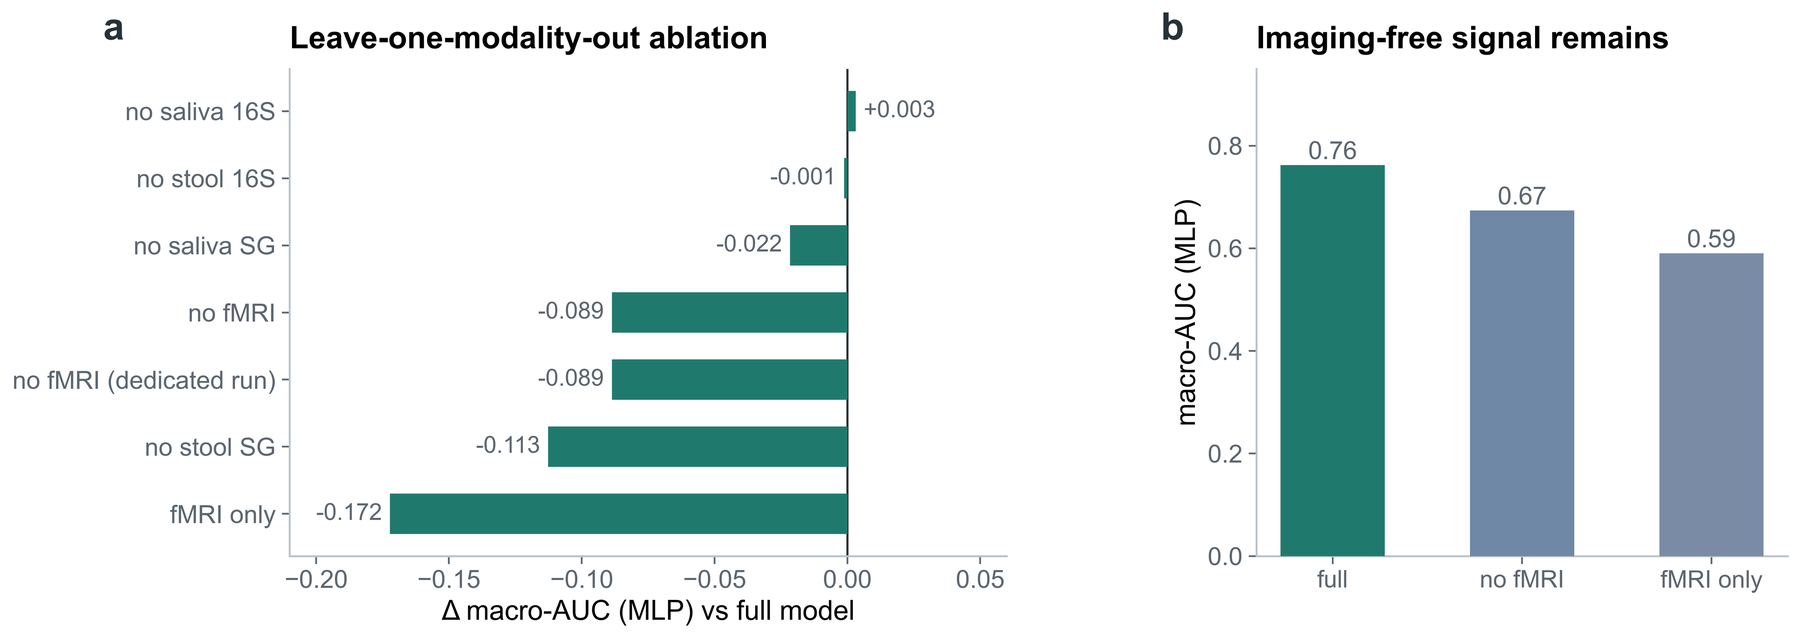 a
Leave-one-modality-out ablation
no saliva 16S
+0.003
no stool 16S
-0.001
no saliva SG
-0.022
no fMRI
-0.089
no fMRI (dedicated run)
-0.089
no stool SG
-0.113
fMRI only
-0.172
−0.20 −0.15 −0.10 −0.05 0.00 0.05
Δ macro-AUC (MLP) vs full model
b
Imaging-free signal remains
macro-AUC (MLP)
0.8
0.6
0.4
0.2
0.0
0.76
0.67
0.59
full no fMRI fMRI only